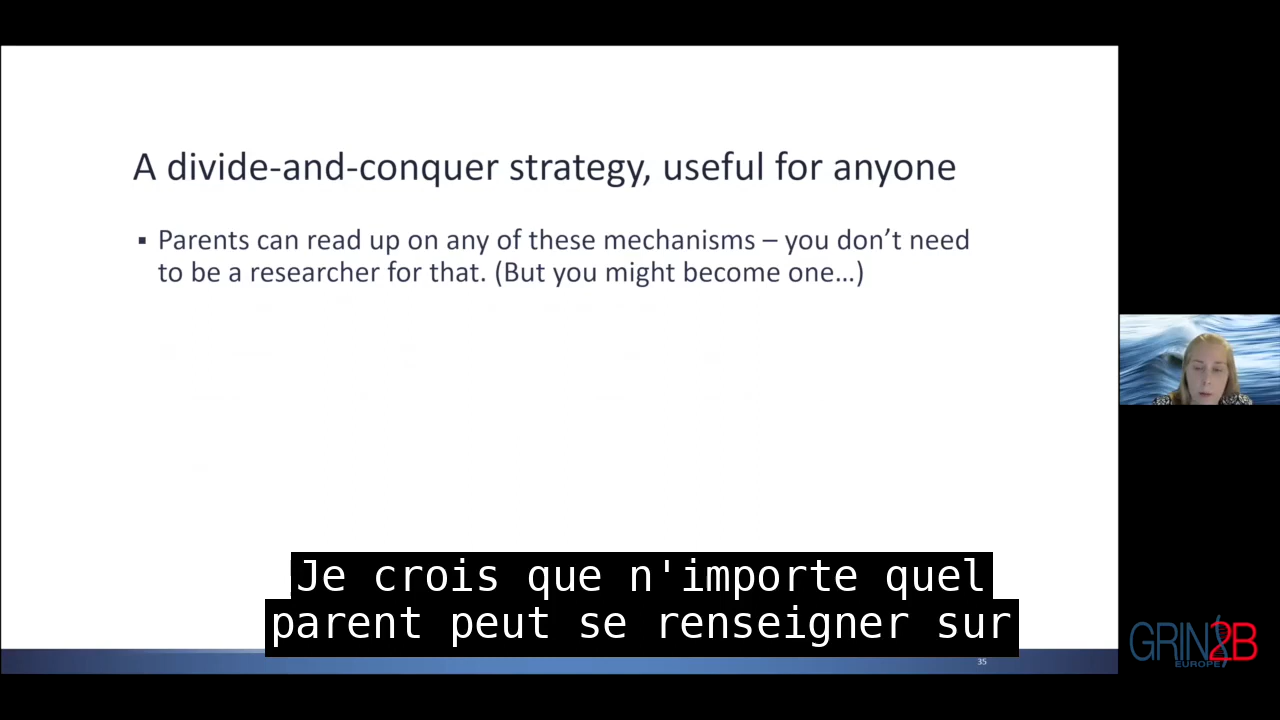 A divide-and-conquer strategy, useful for anyone
▪ Parents can read up on any of these mechanisms – you don’t need
to be a researcher for that. (But you might become one…)
Je crois que n'importe quel
parent peut se renseigner sur
35
GRIN2B
EUROPE